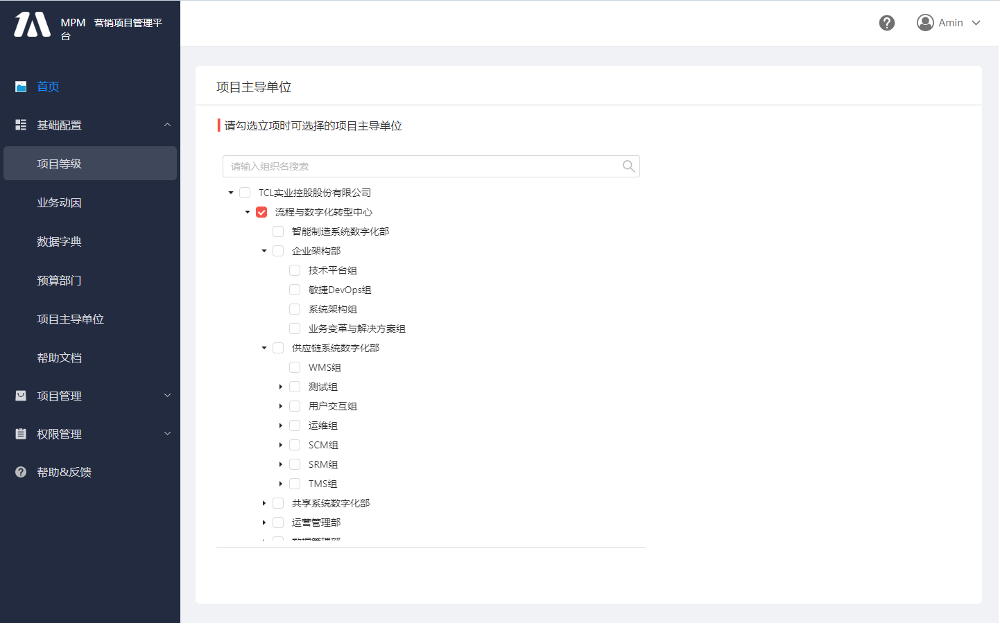 MPM 营销项目管理平
台
Amin
首页
基础配置
项目等级
业务动因
数据字典
预算部门
项目主导单位
帮助文档
项目管理
权限管理
帮助&反馈
项目主导单位
请勾选立项时可选择的项目主导单位
请输入组织名搜索
TCL实业控股股份有限公司
流程与数字化转型中心
智能制造系统数字化部
企业架构部
技术平台组
敏捷DevOps组
系统架构组
业务变革与解决方案组
供应链系统数字化部
WMS组
测试组
用户交互组
运维组
SCM组
SRM组
TMS组
共享系统数字化部
运营管理部
数据管理部